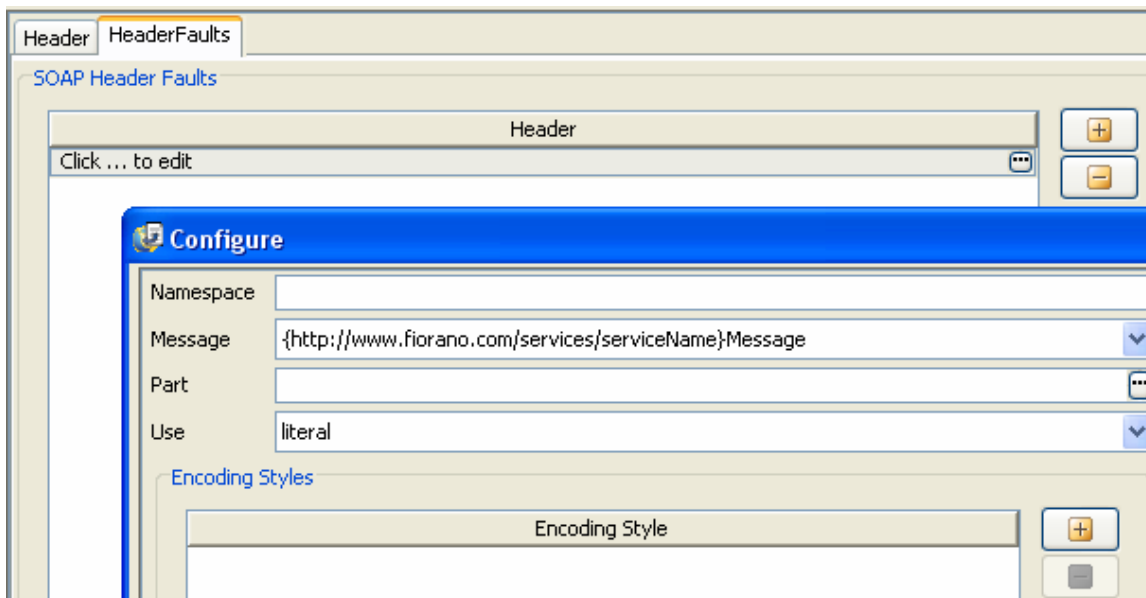 Header HeaderFaults
SOAP Header Faults
Header
Click ... to edit
Configure
Namespace
Message {http://www.fiorano.com/services/serviceName}Message
Part
Use literal
Encoding Styles
Encoding Style